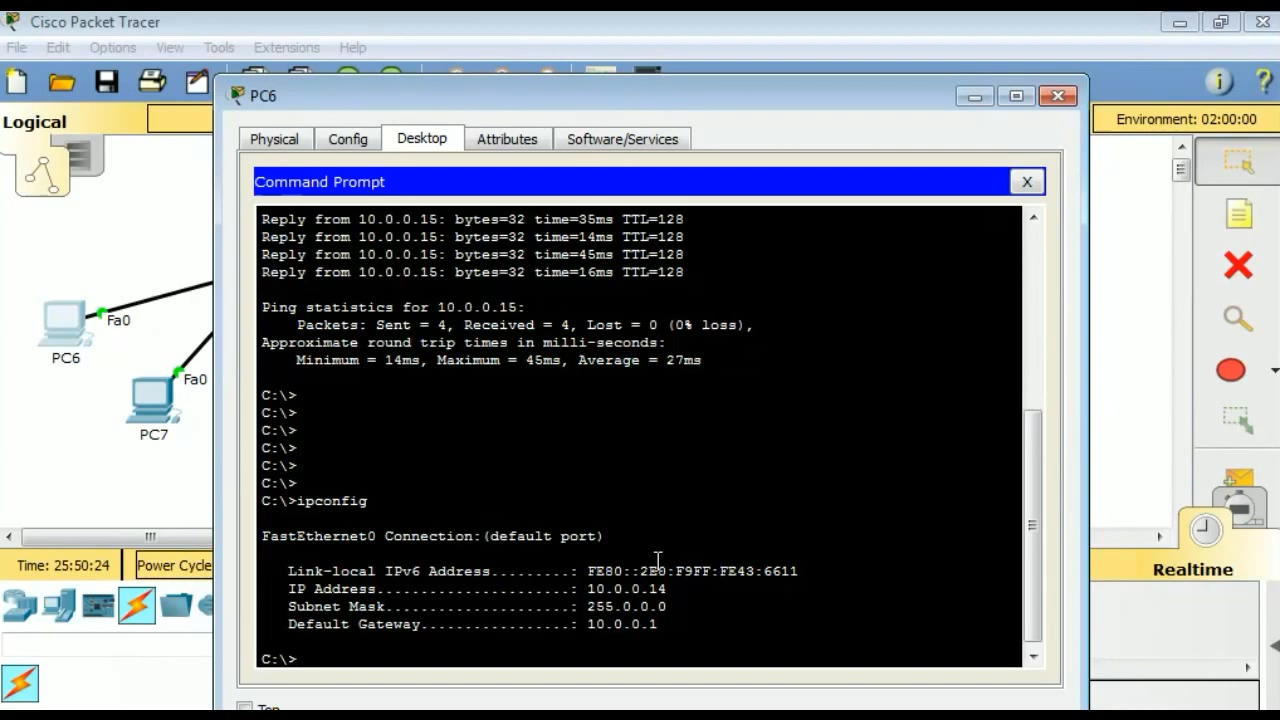 Cisco Packet Tracer
File Edit Options View Tools Extensions Help
PC6
Logical
Environment: 02:00:00
Physical Config Desktop Attributes Software/Services
Command Prompt X
Reply from 10.0.0.15: bytes=32 time=35ms TTL=128
Reply from 10.0.0.15: bytes=32 time=14ms TTL=128
Reply from 10.0.0.15: bytes=32 time=45ms TTL=128
Reply from 10.0.0.15: bytes=32 time=16ms TTL=128
Ping statistics for 10.0.0.15:
Packets: Sent = 4, Received = 4, Lost = 0 (0% loss),
Approximate round trip times in milli-seconds:
Minimum = 14ms, Maximum = 45ms, Average = 27ms
C:\>
C:\>
C:\>
C:\>
C:\>
C:\>
C:\>ipconfig
FastEthernet0 Connection:(default port)
Link-local IPv6 Address.........: FE80::2E0:F9FF:FE43:6611
IP Address......................: 10.0.0.14
Subnet Mask.....................: 255.0.0.0
Default Gateway.................: 10.0.0.1
C:\>
Fa0
PC6
Fa0
PC7
Time: 25:50:24 Power Cycle
Realtime